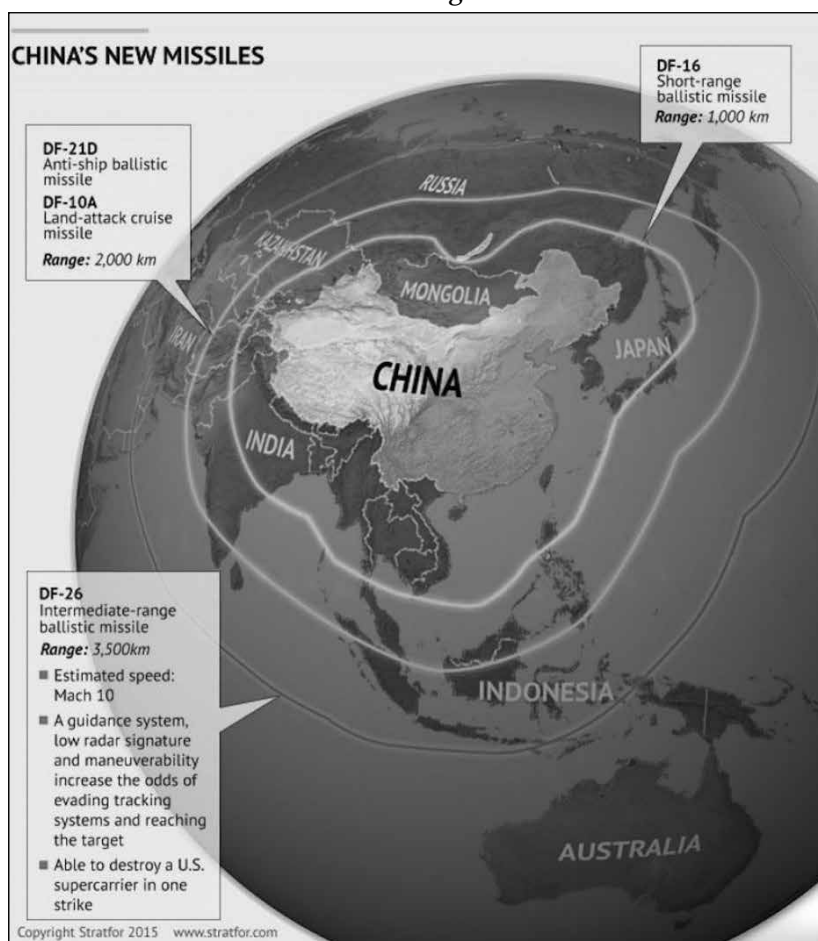 CHINA'S NEW MISSILES
DF-16
Short-range
ballistic missile
Range: 1,000 km
DF-21D
Anti-ship ballistic
missile
DF-10A
Land-attack cruise
missile
Range: 2,000 km
RUSSIA
KAZAKHSTAN
MONGOLIA
IRAN
JAPAN
CHINA
INDIA
DF-26
Intermediate-range
ballistic missile
Range: 3,500km
■ Estimated speed:
Mach 10
■ A guidance system,
low radar signature
and maneuverability
increase the odds of
evading tracking
systems and reaching
the target
■ Able to destroy a U.S.
supercarrier in one
strike
INDONESIA
AUSTRALIA
Copyright Stratfor 2015 www.stratfor.com